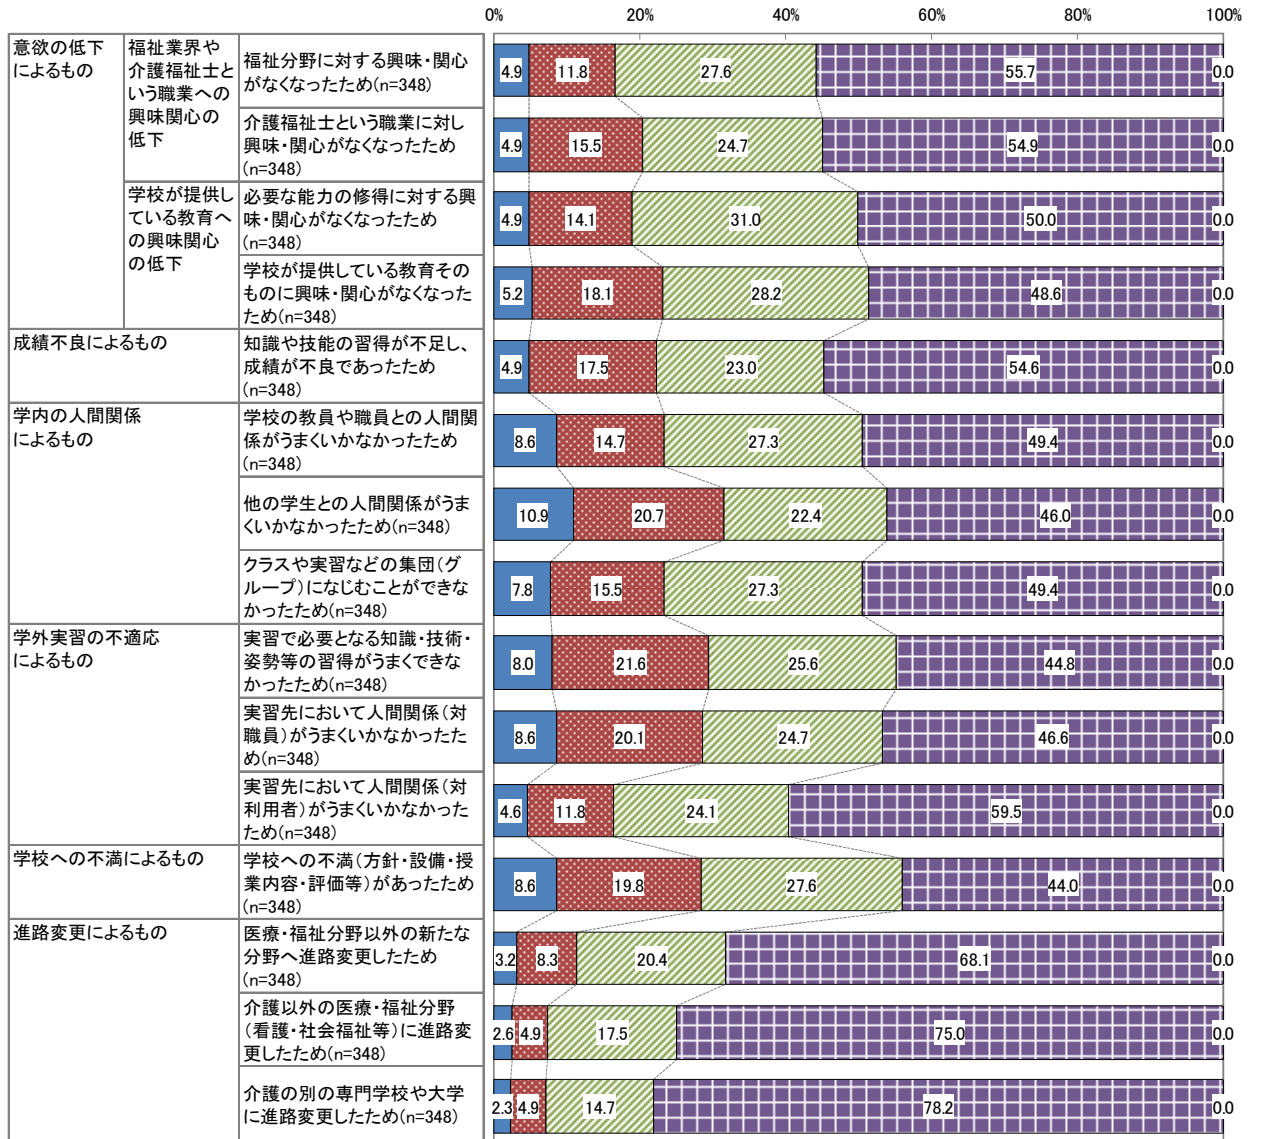 0%
20%
40%
60%
80%
100%
意欲の低下
によるもの
福祉業界や
介護福祉士と
いう職業への
興味関心の
低下
福祉分野に対する興味・関心
がなくなったため(n=348)
4.9
11.8
27.6
55.7
0.0
介護福祉士という職業に対し
興味・関心がなくなったため
(n=348)
4.9
15.5
24.7
54.9
0.0
学校が提供し
ている教育へ
の興味関心
の低下
必要な能力の修得に対する興
味・関心がなくなったため
(n=348)
4.9
14.1
31.0
50.0
0.0
学校が提供している教育その
ものに興味・関心がなくなった
ため(n=348)
5.2
18.1
28.2
48.6
0.0
成績不良によるもの
知識や技能の習得が不足し、
成績が不良であったため
(n=348)
4.9
17.5
23.0
54.6
0.0
学内の人間関係
によるもの
学校の教員や職員との人間関
係がうまくいかなかったため
(n=348)
8.6
14.7
27.3
49.4
0.0
他の学生との人間関係がうま
くいかなかったため(n=348)
10.9
20.7
22.4
46.0
0.0
クラスや実習などの集団(グ
ループ)になじむことができな
かったため(n=348)
7.8
15.5
27.3
49.4
0.0
学外実習の不適応
によるもの
実習で必要となる知識・技術・
姿勢等の習得がうまくできな
かったため(n=348)
8.0
21.6
25.6
44.8
0.0
実習先において人間関係(対
職員)がうまくいかなかったた
め(n=348)
8.6
20.1
24.7
46.6
0.0
実習先において人間関係(対
利用者)がうまくいかなかった
ため(n=348)
4.6
11.8
24.1
59.5
0.0
学校への不満によるもの
学校への不満(方針・設備・授
業内容・評価等)があったため
(n=348)
8.6
19.8
27.6
44.0
0.0
進路変更によるもの
医療・福祉分野以外の新たな
分野へ進路変更したため
(n=348)
3.2
8.3
20.4
68.1
0.0
介護以外の医療・福祉分野
(看護・社会福祉等)に進路変
更したため(n=348)
2.6
4.9
17.5
75.0
0.0
介護の別の専門学校や大学
に進路変更したため(n=348)
2.3
4.9
14.7
78.2
0.0